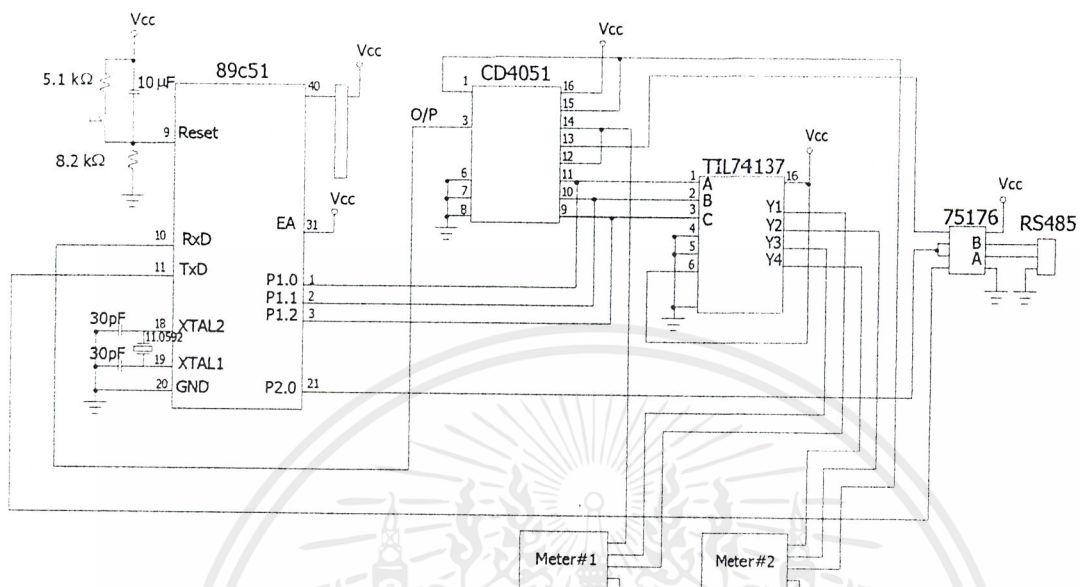 Vcc
5.1 kΩ
10 µF
9 Reset
8.2 kΩ
89c51
40
Vcc
EA 31
Vcc
10 RxD
11 TxD
P1.0 1
P1.1 2
P1.2 3
30pF
18 XTAL2
11.0592
30pF
19 XTAL1
20 GND
P2.0 21
O/P
CD4051
Vcc
1
3
6
7
8
16
15
14
13
12
11
10
9
TIL74137
Vcc
1 A
2 B
3 C
4
5
6
16
Y1
Y2
Y3
Y4
75176
Vcc
RS485
B
A
Meter#1
Meter#2